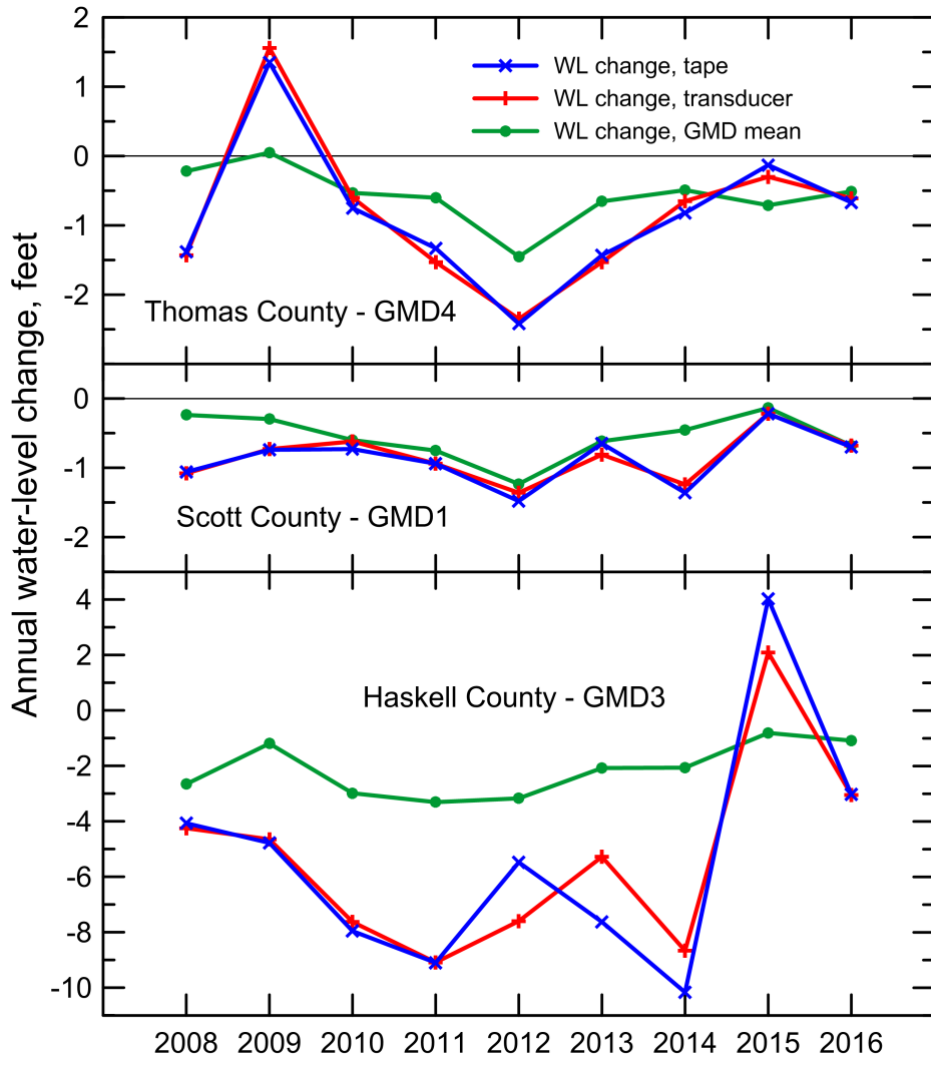 Annual water-level change, feet
2
1
0
-1
-2
WL change, tape
WL change, transducer
WL change, GMD mean
Thomas County - GMD4
0
-1
-2
Scott County - GMD1
4
2
0
-2
-4
-6
-8
-10
Haskell County - GMD3
2008 2009 2010 2011 2012 2013 2014 2015 2016